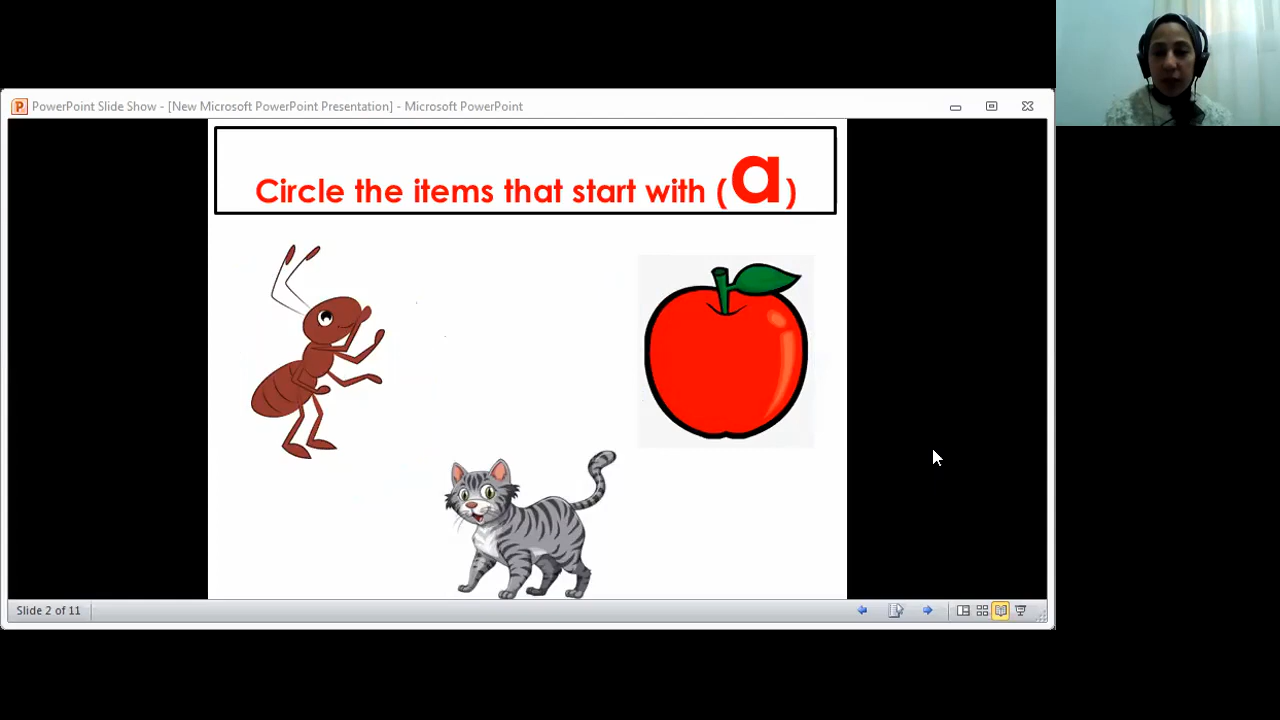 PowerPoint Slide Show - [New Microsoft PowerPoint Presentation] - Microsoft PowerPoint
Circle the items that start with (a)
Slide 2 of 11